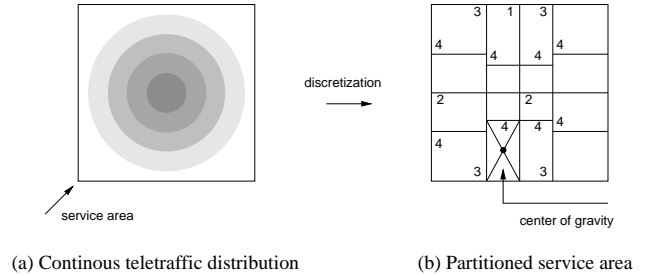 3 1 3
4 4 4 4
discretization
2 2
4 4 4
4
3 3
service area
center of gravity
(a) Continous teletraffic distribution
(b) Partitioned service area